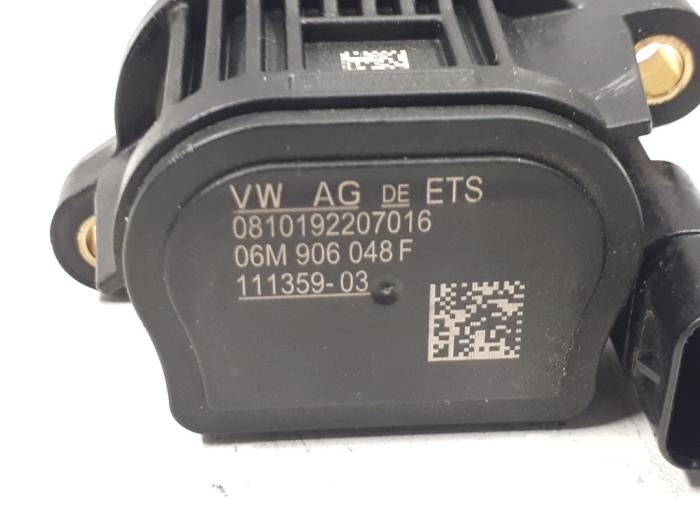 VW AG DE ETS
0810192207016
06M 906 048 F
111359-03